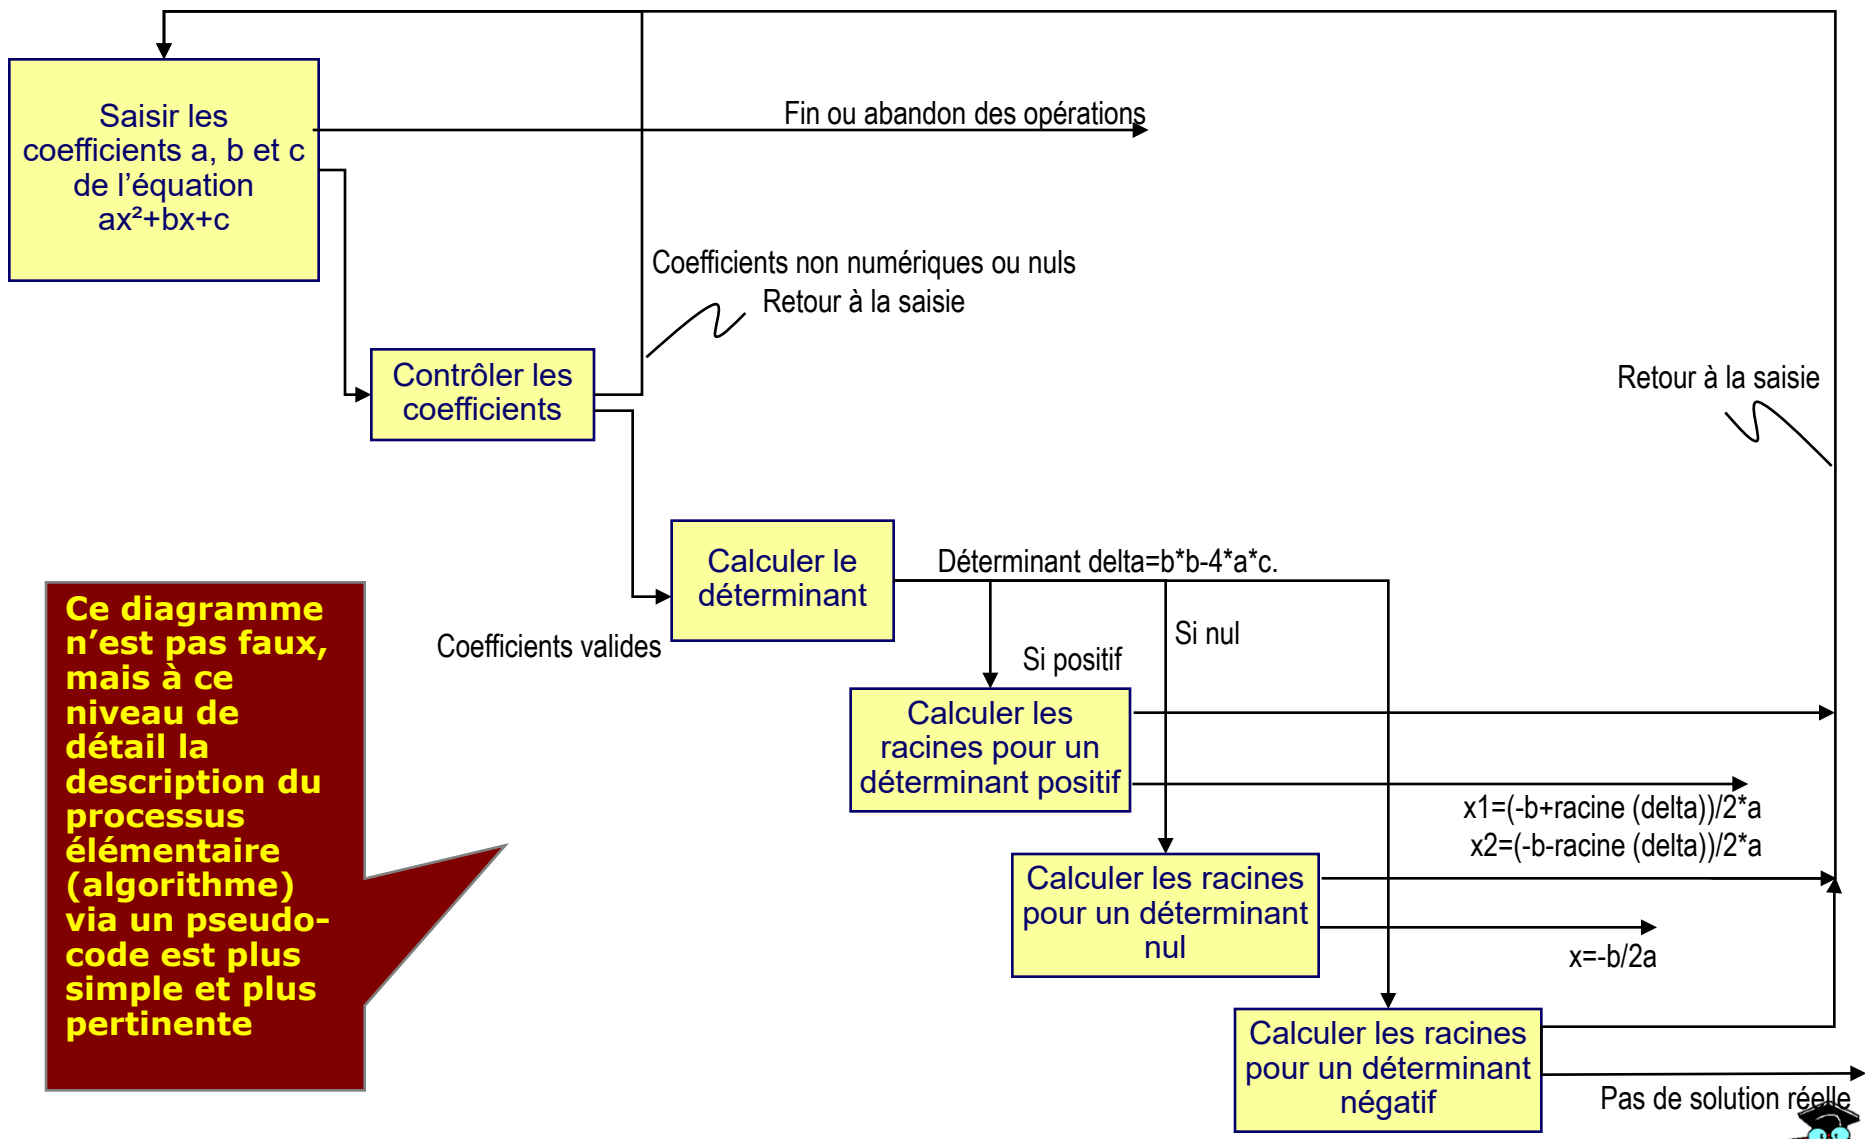 Saisir les
coefficients a, b et c
de l’équation
ax²+bx+c
Fin ou abandon des opérations
Coefficients non numériques ou nuls
Retour à la saisie
Contrôler les
coefficients
Retour à la saisie
Calculer le
déterminant
Déterminant delta=b*b-4*a*c.
Coefficients valides
Si positif
Si nul
Ce diagramme
n’est pas faux,
mais à ce
niveau de
détail la
description du
processus
élémentaire
(algorithme)
via un pseudo-
code est plus
simple et plus
pertinente
Calculer les
racines pour un
déterminant positif
x1=(-b+racine (delta))/2*a
x2=(-b-racine (delta))/2*a
Calculer les racines
pour un déterminant
nul
x=-b/2a
Calculer les racines
pour un déterminant
négatif
Pas de solution réelle